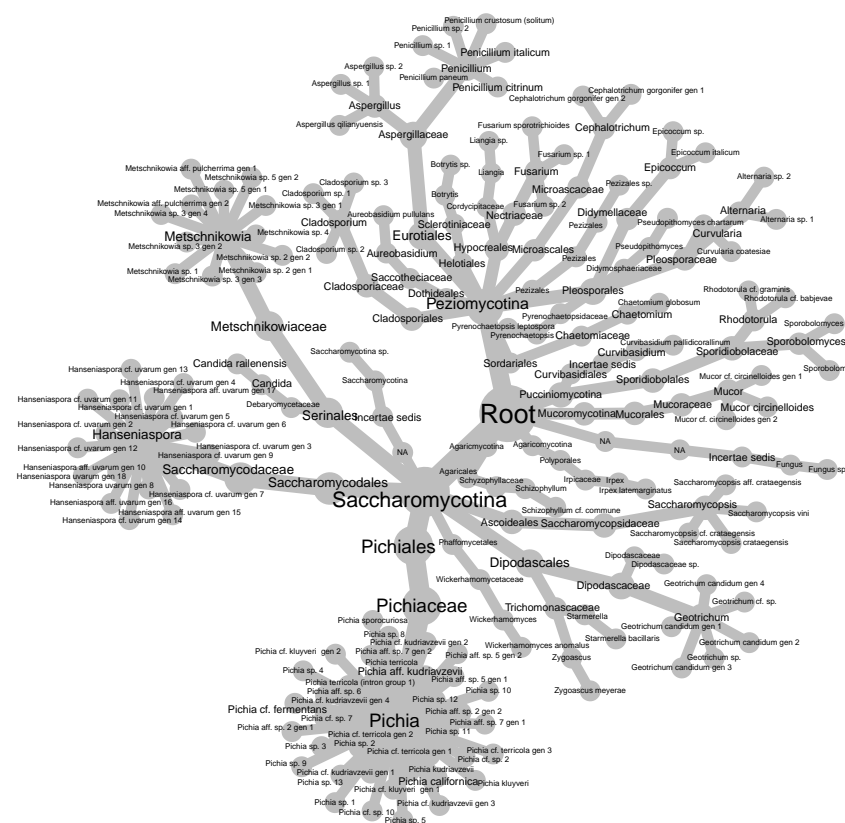 Penicillium crustosum (solitum)
Penicillium sp. 2
Penicillium sp. 1
Penicillium italicum
Aspergillus sp. 2
Penicillium
Penicillium paneum
Aspergillus sp. 1
Penicillium citrinum
Cephalotrichum gorgonifer gen 1
Cephalotrichum gorgonifer gen 2
Aspergillus
Aspergillus qilianyuensis
Fusarium sporotrichioides
Cephalotrichum
Epicoccum sp.
Aspergillaceae
Liangia sp.
Epicoccum italicum
Fusarium sp. 1
Botrytis sp.
Metschnikowia aff. pulcherrima gen 1
Fusarium
Epicoccum
Liangia
Metschnikowia sp. 5 gen 2
Alternaria sp. 2
Cladosporium sp. 3
Pezizales sp.
Metschnikowia sp. 5 gen 1
Microascaceae
Cladosporium sp. 1
Botrytis
Metschnikowia aff. pulcherrima gen 2
Metschnikowia sp. 3 gen 1
Cordycipitaceae
Fusarium sp. 2
Metschnikowia sp. 3 gen 4
Aureobasidium pullulans
Nectriaceae
Didymellaceae
Alternaria
Cladosporium
Sclerotiniaceae
Pseudopithomyces chartarum
Alternaria sp. 1
Pezizales
Metschnikowia sp. 4
Curvularia
Metschnikowia
Eurotiales
Metschnikowia sp. 3 gen 2
Cladosporium sp. 2
Hypocreales
Microascales
Pseudopithomyces
Curvularia coatesiae
Aureobasidium
Metschnikowia sp. 2 gen 2
Helotiales
Pezizales
Pleosporaceae
Metschnikowia sp. 1
Metschnikowia sp. 2 gen 1
Didymosphaeriaceae
Metschnikowia sp. 3 gen 3
Saccotheciaceae
Cladosporiaceae
Dothideales
Pezizales
Pleosporales
Rhodotorula cf. graminis
Rhodotorula cf. babjevae
Peziomycotina
Chaetomium globosum
Cladosporiales
Pyrenochaetopsidaceae
Chaetomium
Rhodotorula
Sporobolomyces
Metschnikowiaceae
Pyrenochaetopsis leptospora
Pyrenochaetopsis
Chaetomiaceae
Curvibasidium pallidicorallinum
Sporobolomyces
Saccharomycotina sp.
Curvibasidium
Sporidiobolaceae
Candida railenensis
Sordariales
Incertae sedis
Hanseniaspora cf. uvarum gen 13
Curvibasidiales
Sporidiobolales
Mucor cf. circinelloides gen 1
Hanseniaspora cf. uvarum gen 4
Candida
Saccharomycotina
Hanseniaspora aff. uvarum gen 17
Pucciniomycotina
Mucor
Hanseniaspora cf. uvarum gen 11
Debaryomycetaceae
Mucoraceae
Hanseniaspora cf. uvarum gen 1
Mucor circinelloides
Hanseniaspora cf. uvarum gen 5
Serinales
Incertae sedis
Root
Mucoromycotina
Mucorales
Mucor cf. circinelloides gen 2
Hanseniaspora cf. uvarum gen 2
Hanseniaspora cf. uvarum gen 6
Hanseniaspora
Hanseniaspora cf. uvarum gen 3
Agaricmycotina
Agaricomycotina
NA
Hanseniaspora cf. uvarum gen 12
NA
NA
Hanseniaspora cf. uvarum gen 9
Incertae sedis
Polyporales
Fungus
Hanseniaspora aff. uvarum gen 10
Saccharomycodaceae
Agaricales
Fungus sp
Hanseniaspora uvarum gen 18
Schyzophyllaceae
Irpicaceae
Irpex
Saccharomycopsis aff. crataegensis
Hanseniaspora uvarum gen 8
Saccharomycodales
Schizophyllum
Irpex latemarginatus
Hanseniaspora cf. uvarum gen 7
Saccharomycotina
Hanseniaspora aff. uvarum gen 16
Saccharomycopsis
Hanseniaspora aff. uvarum gen 15
Schizophyllum cf. commune
Saccharomycopsis vini
Hanseniaspora cf. uvarum gen 14
Ascoideales
Saccharomycopsidaceae
Saccharomycopsis cf. crataegensis
Saccharomycopsis crataegensis
Pichiales
Phaffomycetales
Dipodascaceae
Dipodascales
Dipodascaceae sp.
Wickerhamomycetaceae
Dipodascaceae
Geotrichum candidum gen 4
Geotrichum cf. sp.
Pichiaceae
Trichomonascaceae
Pichia sporocuriosa
Wickerhamomyces
Starmerella
Geotrichum
Geotrichum candidum gen 1
Pichia sp. 8
Starmerella bacillaris
Pichia cf. kudriavzevii gen 2
Wickerhamomyces anomalus
Geotrichum candidum gen 2
Pichia cf. kluyveri gen 2
Pichia aff. sp. 7 gen 2
Pichia aff. sp. 5 gen 2
Zygoascus
Geotrichum sp.
Pichia terricola
Geotrichum candidum gen 3
Pichia sp. 4
Pichia aff. kudriavzevii
Pichia terricola (intron group 1)
Pichia aff. sp. 5 gen 1
Pichia aff. sp. 6
Pichia sp. 10
Zygoascus meyerae
Pichia cf. kudriavzevii gen 4
Pichia sp. 12
Pichia cf. fermentans
Pichia aff. sp. 2 gen 2
Pichia cf. sp. 7
Pichia
Pichia aff. sp. 7 gen 1
Pichia aff. sp. 2 gen 1
Pichia sp. 11
Pichia cf. terricola gen 2
Pichia sp. 3
Pichia sp. 2
Pichia cf. terricola gen 1
Pichia cf. terricola gen 3
Pichia cf. sp. 2
Pichia sp. 9
Pichia cf. kudriavzevii gen 1
Pichia kudriavzevii
Pichia sp. 13
Pichia californica
Pichia kluyveri
Pichia cf. kluyveri gen 1
Pichia sp. 1
Pichia cf. kudriavzevii gen 3
Pichia cf. sp. 10
Pichia sp. 5